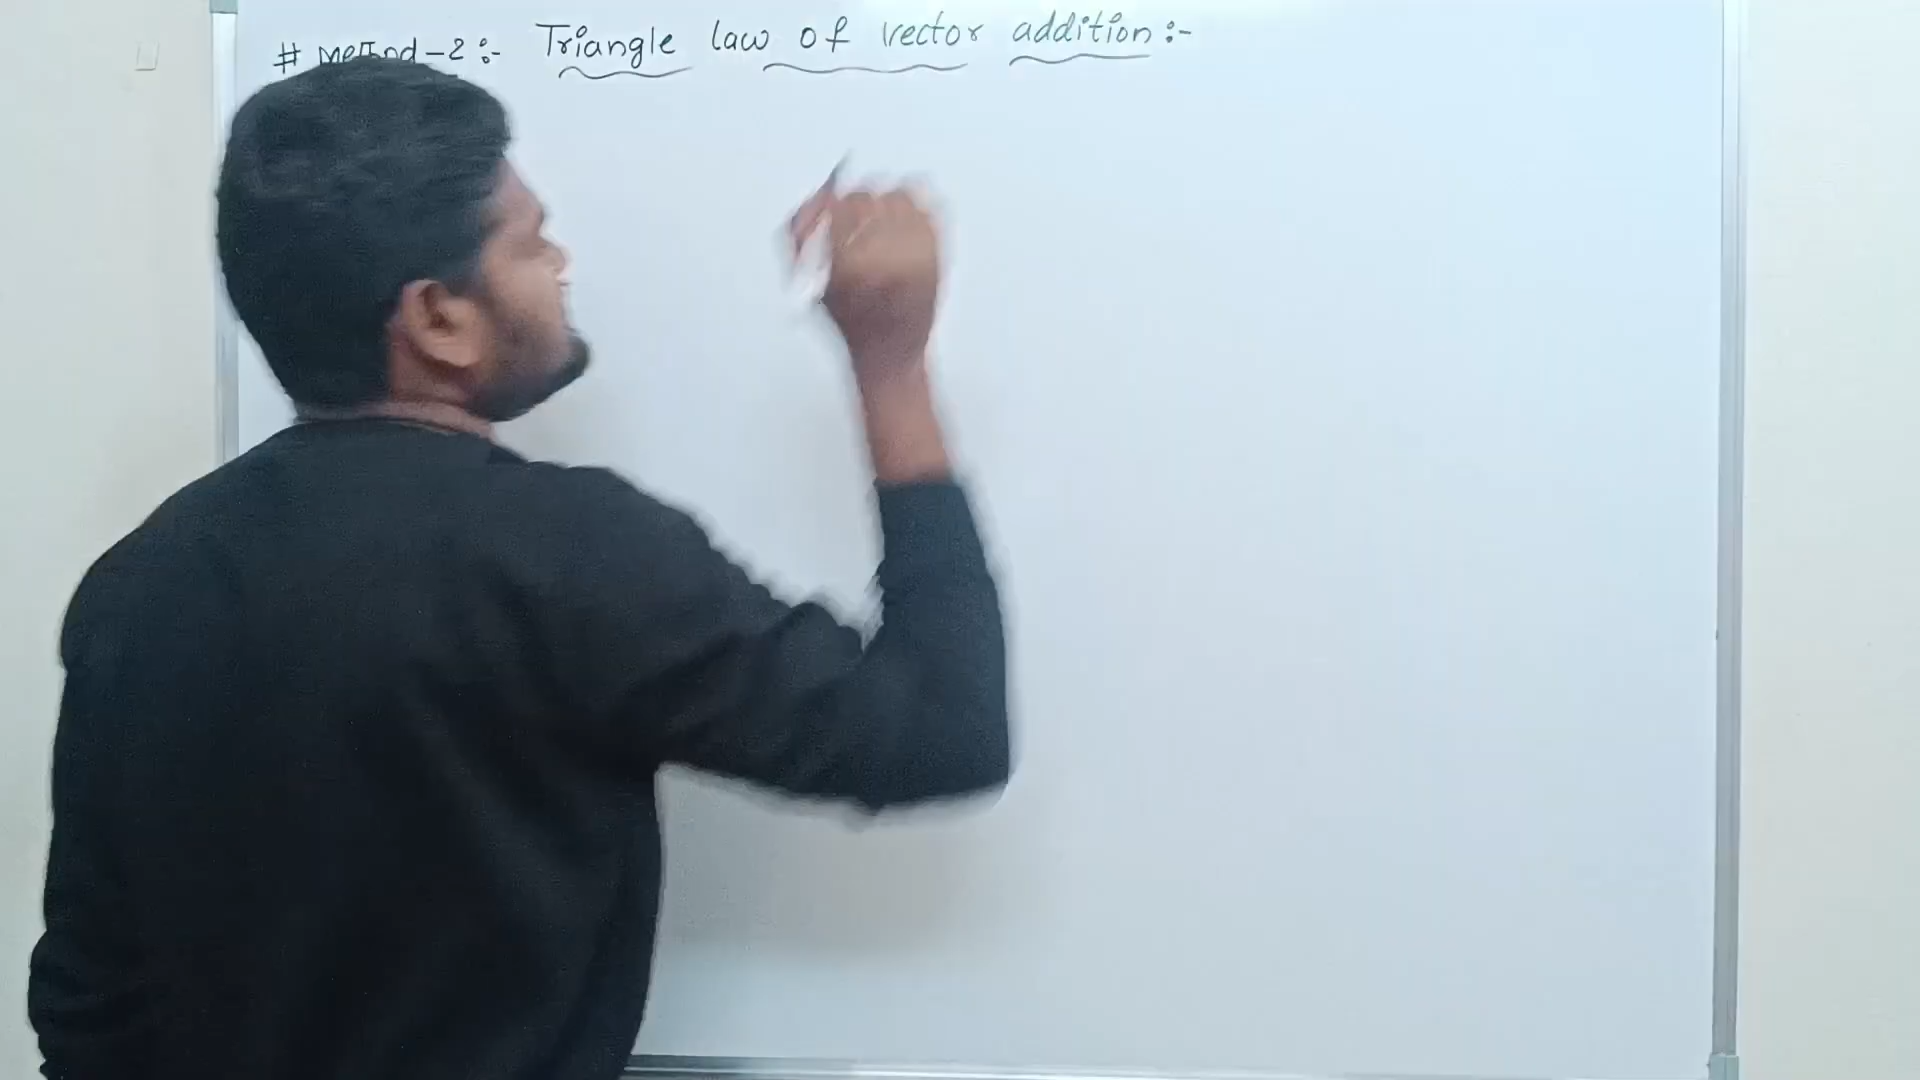 # Method-2:- Triangle law of vector addition:-